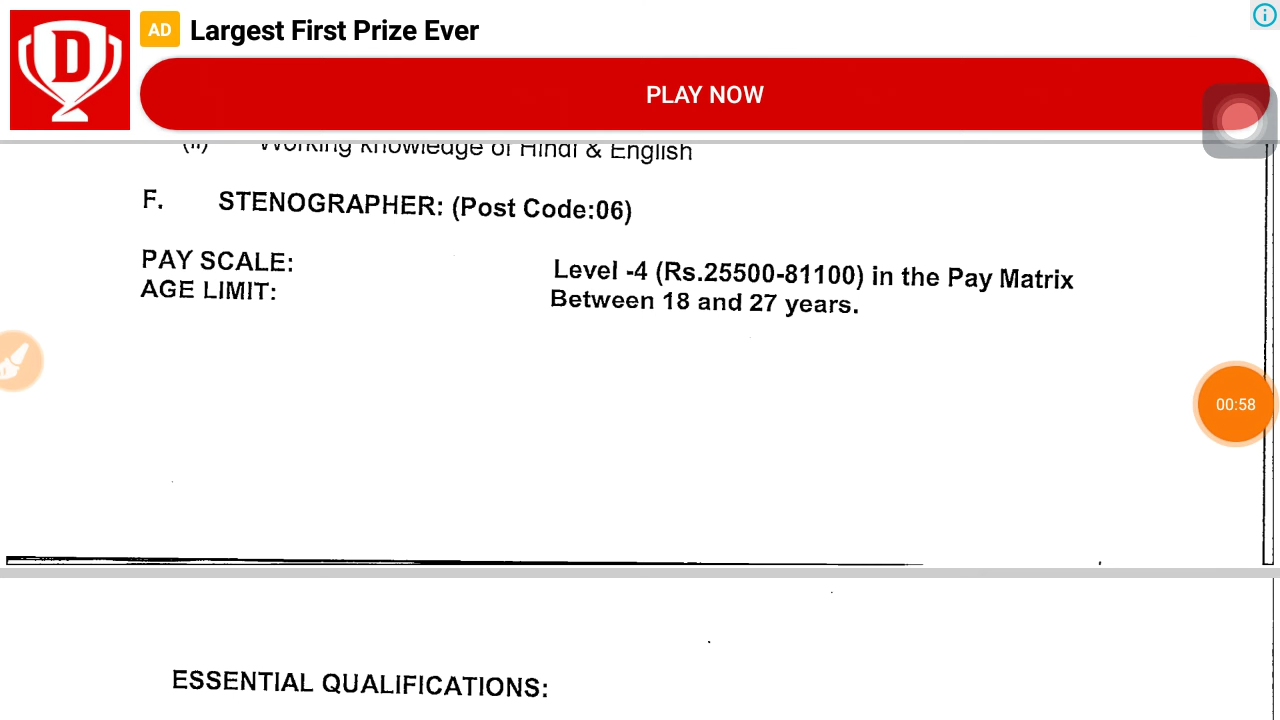 D
AD Largest First Prize Ever
PLAY NOW
(ii) Working knowledge of Hindi & English
F. STENOGRAPHER: (Post Code:06)
PAY SCALE: Level -4 (Rs.25500-81100) in the Pay Matrix
AGE LIMIT: Between 18 and 27 years.
00:58
ESSENTIAL QUALIFICATIONS: